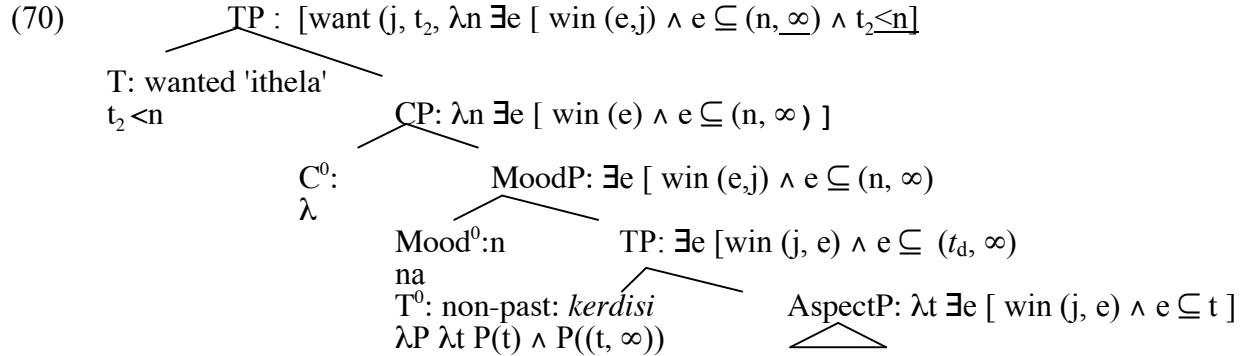 (70) TP : [want (j, t₂, λn ∃e [ win (e,j) ∧ e ⊆ (n, ∞) ∧ t₂<n]
T: wanted 'ithela'
t₂ <n
CP: λn ∃e [ win (e) ∧ e ⊆ (n, ∞ ) ]
C⁰:
λ
MoodP: ∃e [ win (e,j) ∧ e ⊆ (n, ∞)
Mood⁰:n
na
TP: ∃e [win (j, e) ∧ e ⊆ (t_d, ∞)
T⁰: non-past: kerdisi
λP λt P(t) ∧ P((t, ∞))
AspectP: λt ∃e [ win (j, e) ∧ e ⊆ t ]